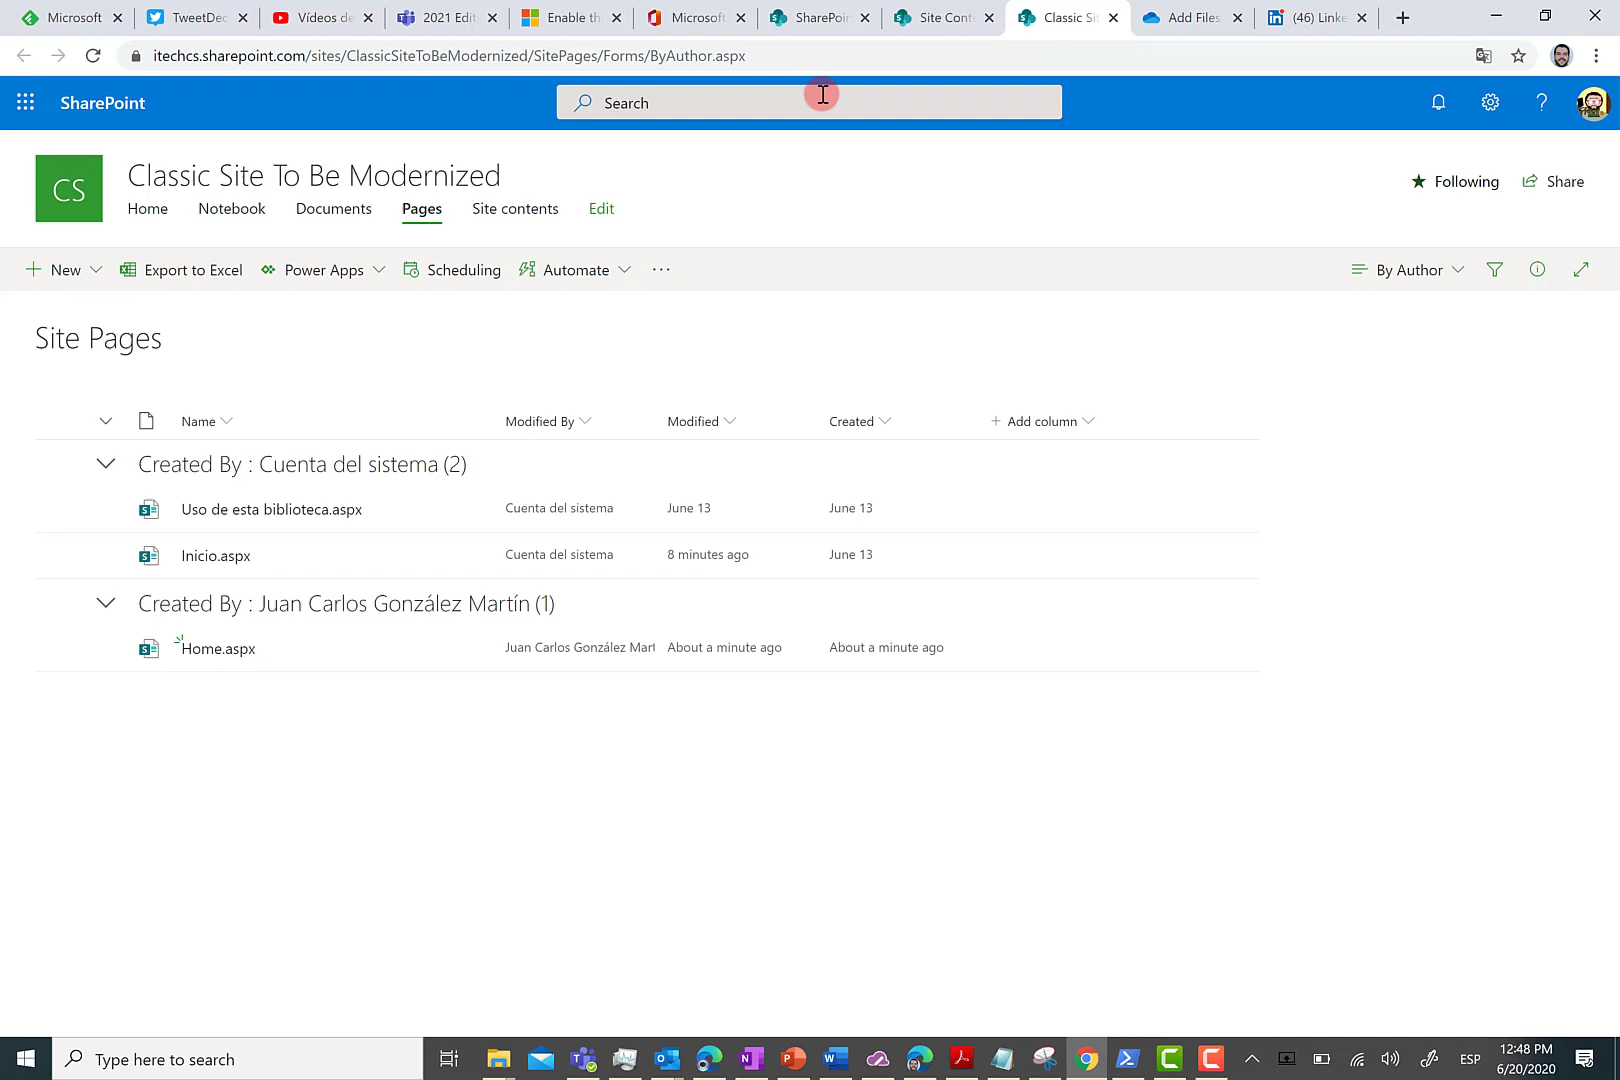 Microsoft
TweetDec
Vídeos de
2021 Edit
Enable th
Microsoft
SharePoin
Site Cont
Classic Sit
Add Files
(46) Linke
itechcs.sharepoint.com/sites/ClassicSiteToBeModernized/SitePages/Forms/ByAuthor.aspx
SharePoint
Search
CS
Classic Site To Be Modernized
Home Notebook Documents Pages Site contents Edit
Following Share
New Export to Excel Power Apps Scheduling Automate ··· By Author
Site Pages
Name Modified By Modified Created + Add column
Created By : Cuenta del sistema (2)
Uso de esta biblioteca.aspx Cuenta del sistema June 13 June 13
Inicio.aspx Cuenta del sistema 8 minutes ago June 13
Created By : Juan Carlos González Martín (1)
Home.aspx Juan Carlos González Mart About a minute ago About a minute ago
Type here to search
ESP
12:48 PM
6/20/2020